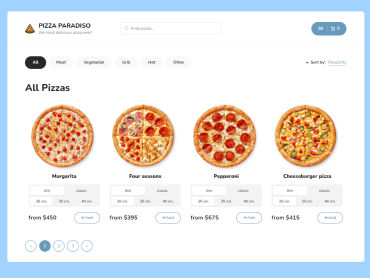 PIZZA PARADISO
the most delicious pizza ever!
Find pizzas...
$0
0
All
Meat
Vegetarian
Grill
Hot
Other
Sort by: Popularity
All Pizzas
Margarita
Four seasons
Pepperoni
Cheeseburger pizza
thin classic
thin classic
thin classic
thin classic
26 cm. 30 cm. 40 cm.
26 cm. 30 cm. 40 cm.
26 cm. 30 cm. 40 cm.
26 cm. 30 cm. 40 cm.
from $450 + Add
from $395 + Add
from $675 + Add
from $415 + Add
< 1 2 3 >